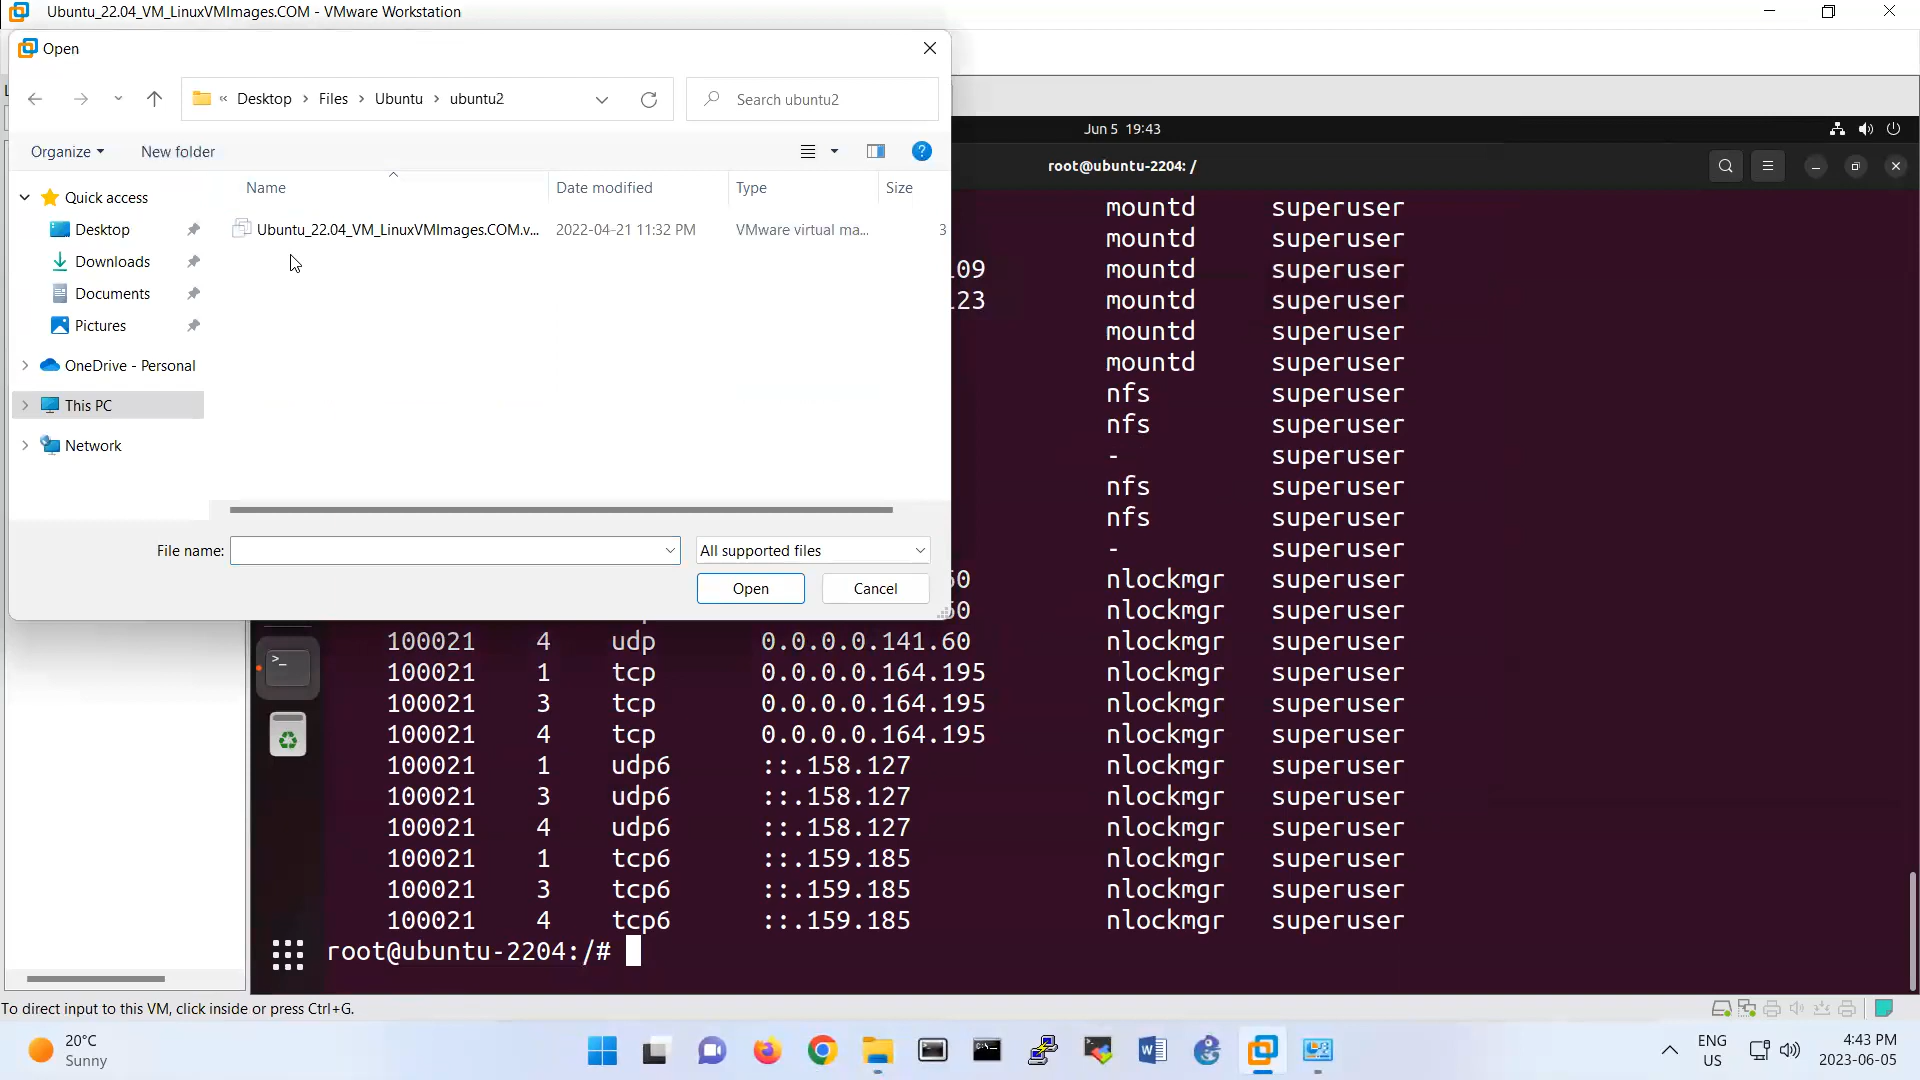 Ubuntu_22.04_VM_LinuxVMImages.COM - VMware Workstation
Open
« Desktop › Files › Ubuntu › ubuntu2
Search ubuntu2
Organize
New folder
Name
Date modified
Type
Size
Ubuntu_22.04_VM_LinuxVMImages.COM.v...
2022-04-21 11:32 PM
VMware virtual ma...
3
Quick access
Desktop
Downloads
Documents
Pictures
OneDrive - Personal
This PC
Network
File name:
All supported files
Open
Cancel
Jun 5 19:43
root@ubuntu-2204: /
mountd superuser
mountd superuser
.09 mountd superuser
.23 mountd superuser
mountd superuser
mountd superuser
nfs superuser
nfs superuser
- superuser
nfs superuser
nfs superuser
- superuser
60 nlockmgr superuser
60 nlockmgr superuser
100021 4 udp 0.0.0.0.141.60 nlockmgr superuser
100021 1 tcp 0.0.0.0.164.195 nlockmgr superuser
100021 3 tcp 0.0.0.0.164.195 nlockmgr superuser
100021 4 tcp 0.0.0.0.164.195 nlockmgr superuser
100021 1 udp6 ::.158.127 nlockmgr superuser
100021 3 udp6 ::.158.127 nlockmgr superuser
100021 4 udp6 ::.158.127 nlockmgr superuser
100021 1 tcp6 ::.159.185 nlockmgr superuser
100021 3 tcp6 ::.159.185 nlockmgr superuser
100021 4 tcp6 ::.159.185 nlockmgr superuser
root@ubuntu-2204:/#
To direct input to this VM, click inside or press Ctrl+G.
20°C
Sunny
ENG
US
4:43 PM
2023-06-05